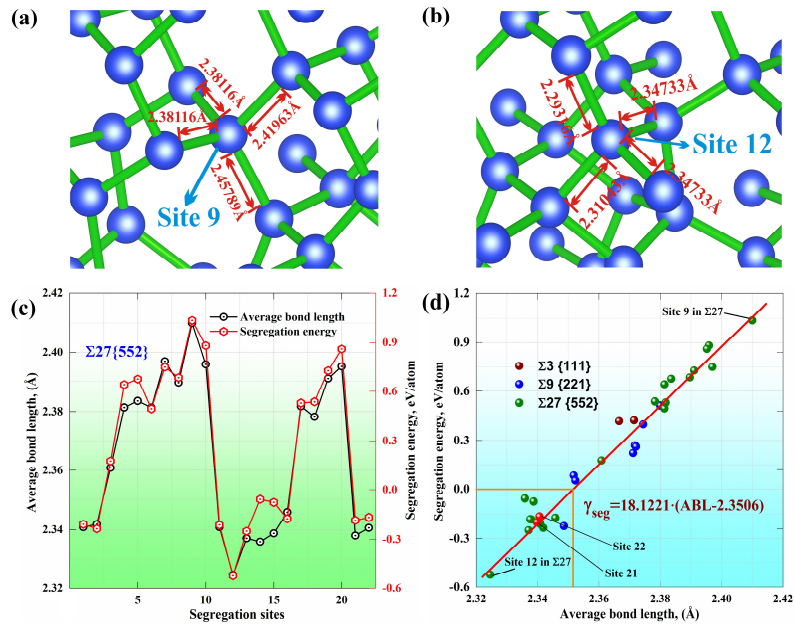 (a)
2.38116Å
2.38116Å
2.41963Å
2.45789Å
Site 9
(b)
2.34733Å
2.34733Å
Site 12
(c)
2.42
2.40
2.38
2.36
2.34
2.32
Average bond length, (Å)
Σ27{552}
Average bond length
Segregation energy
1.2
0.9
0.6
0.3
0.0
-0.3
-0.6
Segregation energy, eV/atom
5
10
15
20
Segregation sites
(d)
1.2
0.9
0.6
0.3
0.0
-0.3
-0.6
Segregation energy, eV/atom
Site 9 in Σ27
Σ3 {111}
Σ9 {221}
Σ27 {552}
γseg=18.1221·(ABL-2.3506)
Site 22
Site 21
Site 12 in Σ27
2.32
2.34
2.36
2.38
2.40
2.42
Average bond length, (Å)